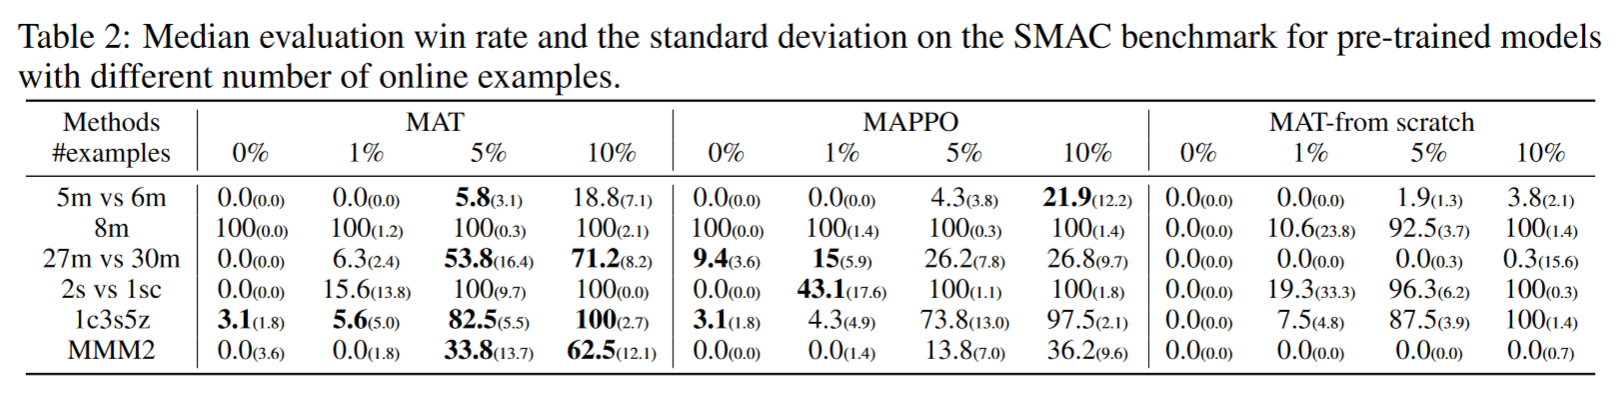 Table 2: Median evaluation win rate and the standard deviation on the SMAC benchmark for pre-trained models
with different number of online examples.
Methods MAT MAPPO MAT-from scratch
#examples 0% 1% 5% 10% 0% 1% 5% 10% 0% 1% 5% 10%
5m vs 6m 0.0(0.0) 0.0(0.0) 5.8(3.1) 18.8(7.1) 0.0(0.0) 0.0(0.0) 4.3(3.8) 21.9(12.2) 0.0(0.0) 0.0(0.0) 1.9(1.3) 3.8(2.1)
8m 100(0.0) 100(1.2) 100(0.3) 100(2.1) 100(0.0) 100(1.4) 100(0.3) 100(1.4) 0.0(0.0) 10.6(23.8) 92.5(3.7) 100(1.4)
27m vs 30m 0.0(0.0) 6.3(2.4) 53.8(16.4) 71.2(8.2) 9.4(3.6) 15(5.9) 26.2(7.8) 26.8(9.7) 0.0(0.0) 0.0(0.0) 0.0(0.3) 0.3(15.6)
2s vs 1sc 0.0(0.0) 15.6(13.8) 100(9.7) 100(0.0) 0.0(0.0) 43.1(17.6) 100(1.1) 100(1.8) 0.0(0.0) 19.3(33.3) 96.3(6.2) 100(0.3)
1c3s5z 3.1(1.8) 5.6(5.0) 82.5(5.5) 100(2.7) 3.1(1.8) 4.3(4.9) 73.8(13.0) 97.5(2.1) 0.0(0.0) 7.5(4.8) 87.5(3.9) 100(1.4)
MMM2 0.0(3.6) 0.0(1.8) 33.8(13.7) 62.5(12.1) 0.0(0.0) 0.0(1.4) 13.8(7.0) 36.2(9.6) 0.0(0.0) 0.0(0.0) 0.0(0.0) 0.0(0.7)